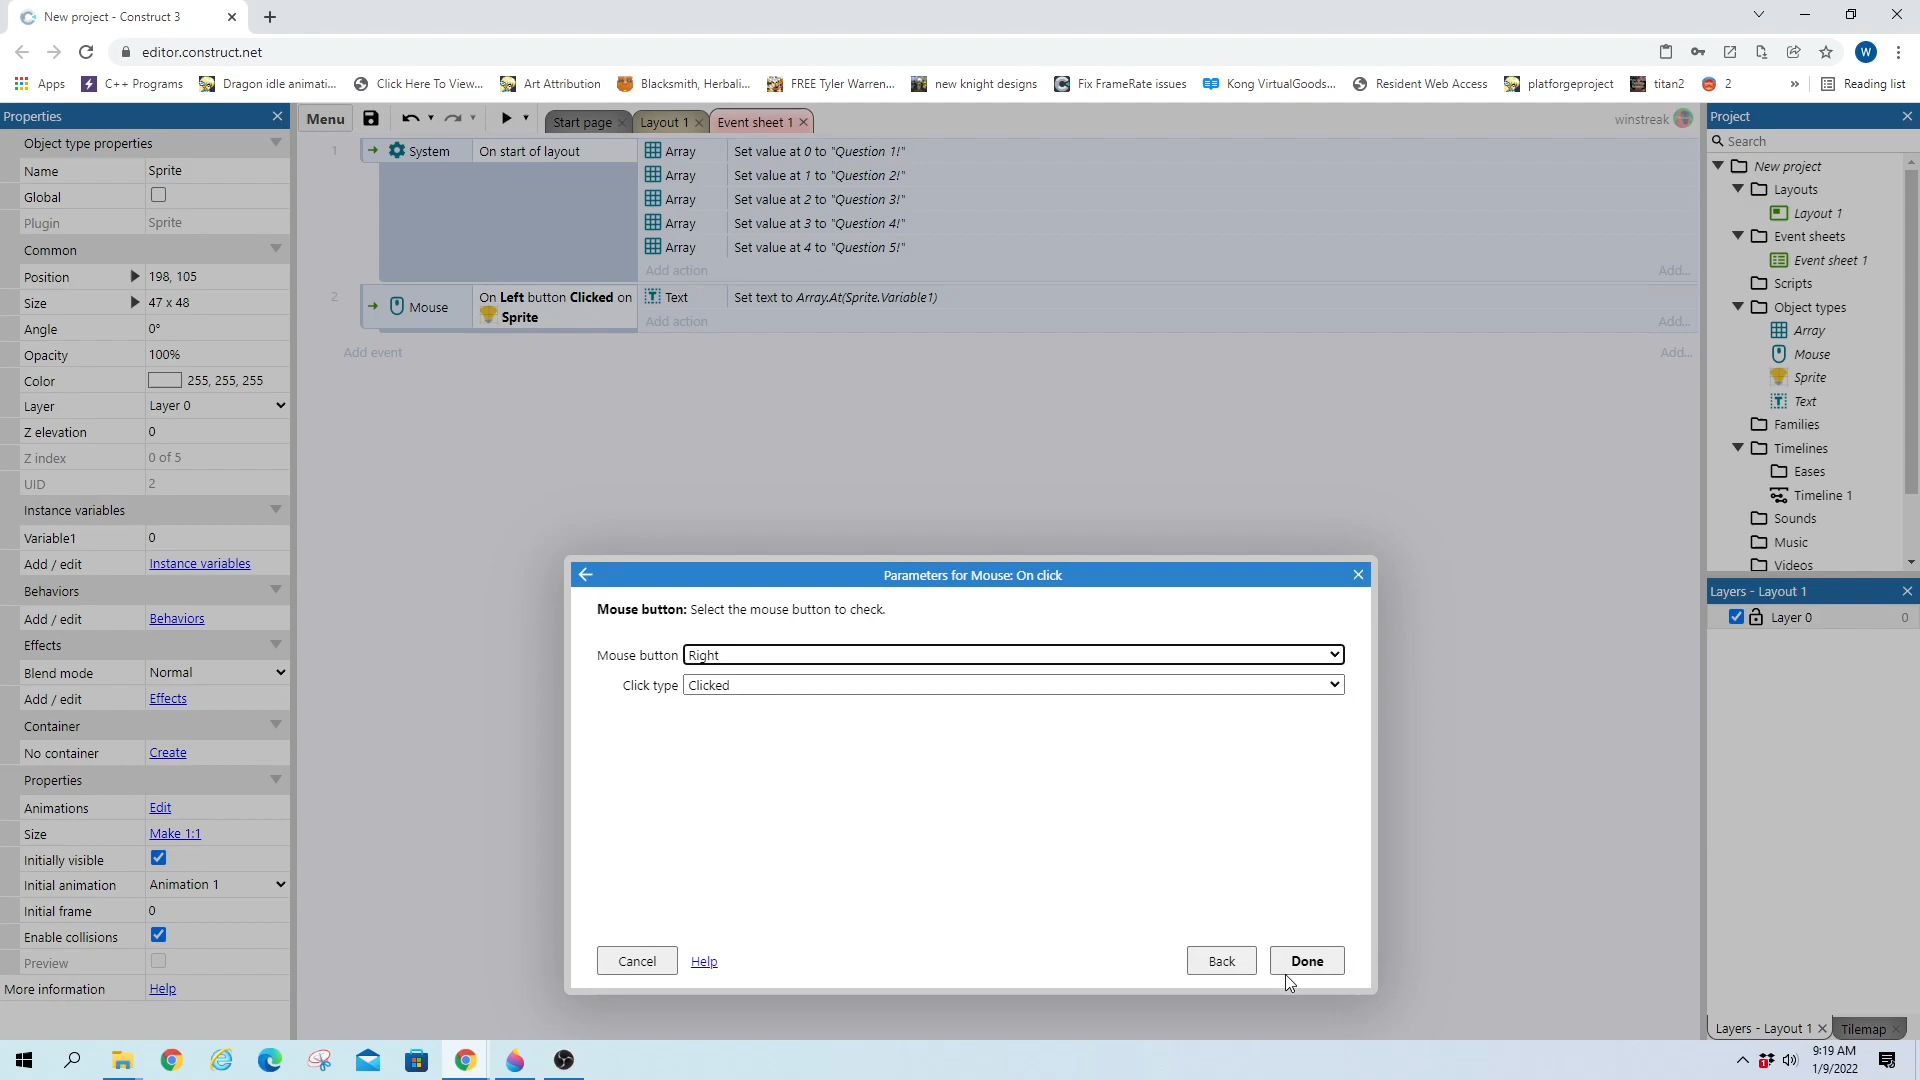 New project - Construct 3
editor.construct.net
W
Apps
C++ Programs
Dragon idle animati...
Click Here To View...
Art Attribution
Blacksmith, Herbali...
FREE Tyler Warren...
new knight designs
Fix FrameRate issues
Kong VirtualGoods...
Resident Web Access
platforgeproject
titan2
2
»
Reading list
Properties
Object type properties
Name Sprite
Global
Plugin Sprite
Common
Position 198, 105
Size 47 x 48
Angle 0°
Opacity 100%
Color 255, 255, 255
Layer Layer 0
Z elevation 0
Z index 0 of 5
UID 2
Instance variables
Variable1 0
Add / edit Instance variables
Behaviors
Add / edit Behaviors
Effects
Blend mode Normal
Add / edit Effects
Container
No container Create
Properties
Animations Edit
Size Make 1:1
Initially visible
Initial animation Animation 1
Initial frame 0
Enable collisions
Preview
More information Help
Menu
Start page
Layout 1
Event sheet 1
winstreak
1 System On start of layout
Array Set value at 0 to "Question 1!"
Array Set value at 1 to "Question 2!"
Array Set value at 2 to "Question 3!"
Array Set value at 3 to "Question 4!"
Array Set value at 4 to "Question 5!"
Add action Add...
2 Mouse On Left button Clicked on
Sprite
Text Set text to Array.At(Sprite.Variable1)
Add action Add...
Add event Add...
Parameters for Mouse: On click
Mouse button: Select the mouse button to check.
Mouse button Right
Click type Clicked
Cancel
Help
Back
Done
Project
Search
New project
Layouts
Layout 1
Event sheets
Event sheet 1
Scripts
Object types
Array
Mouse
Sprite
Text
Families
Timelines
Eases
Timeline 1
Sounds
Music
Videos
Layers - Layout 1
Layer 0 0
Layers - Layout 1
Tilemap
9:19 AM
1/9/2022